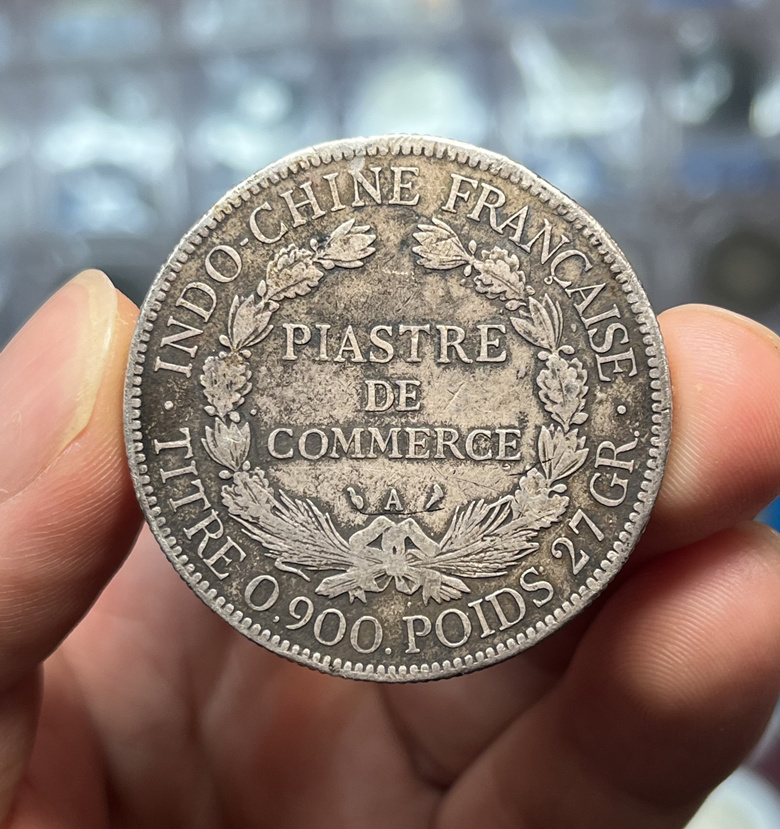 INDO-CHINE FRANÇAISE
PIASTRE
DE
COMMERCE
A
· TITRE 0.900. POIDS 27 GR. ·